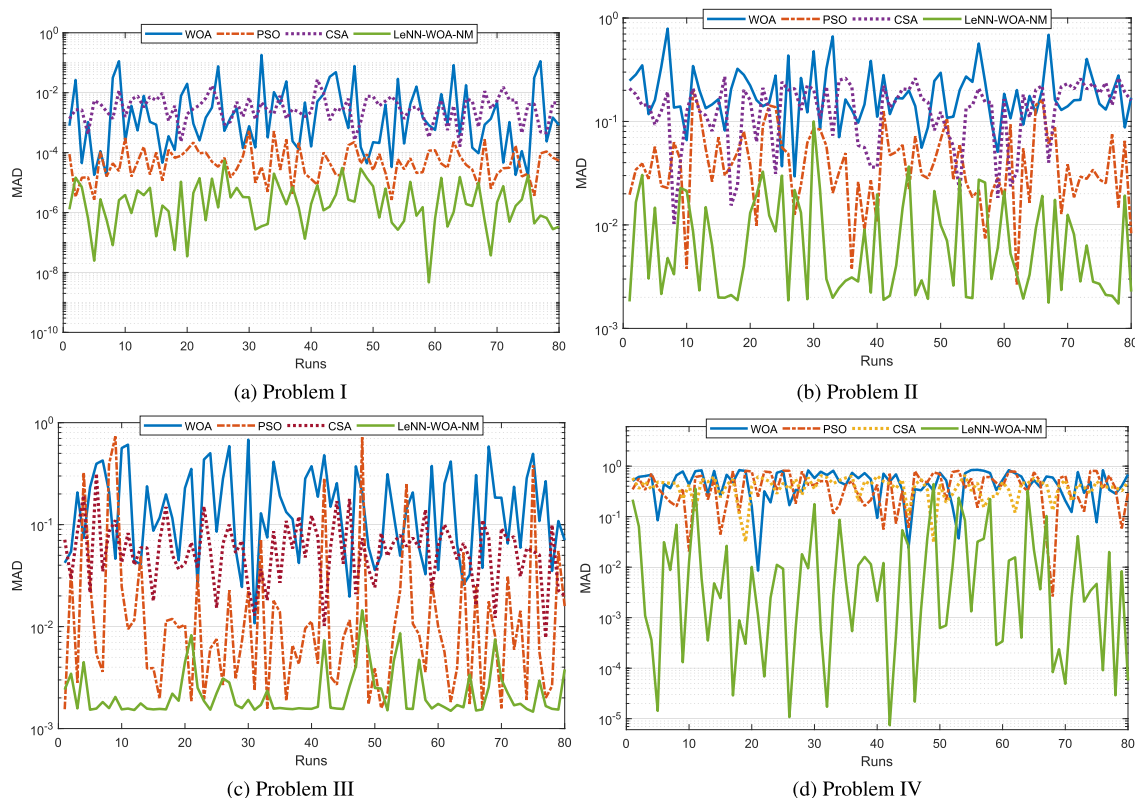 WOA PSO CSA LeNN-WOA-NM
10^0
10^-2
10^-4
10^-6
10^-8
10^-10
MAD
0 10 20 30 40 50 60 70 80
Runs
(a) Problem I
WOA PSO CSA LeNN-WOA-NM
10^0
10^-1
10^-2
10^-3
MAD
0 10 20 30 40 50 60 70 80
Runs
(b) Problem II
WOA PSO CSA LeNN-WOA-NM
10^0
10^-1
10^-2
10^-3
MAD
0 10 20 30 40 50 60 70 80
Runs
(c) Problem III
WOA PSO CSA LeNN-WOA-NM
10^0
10^-1
10^-2
10^-3
10^-4
10^-5
MAD
0 10 20 30 40 50 60 70 80
Runs
(d) Problem IV